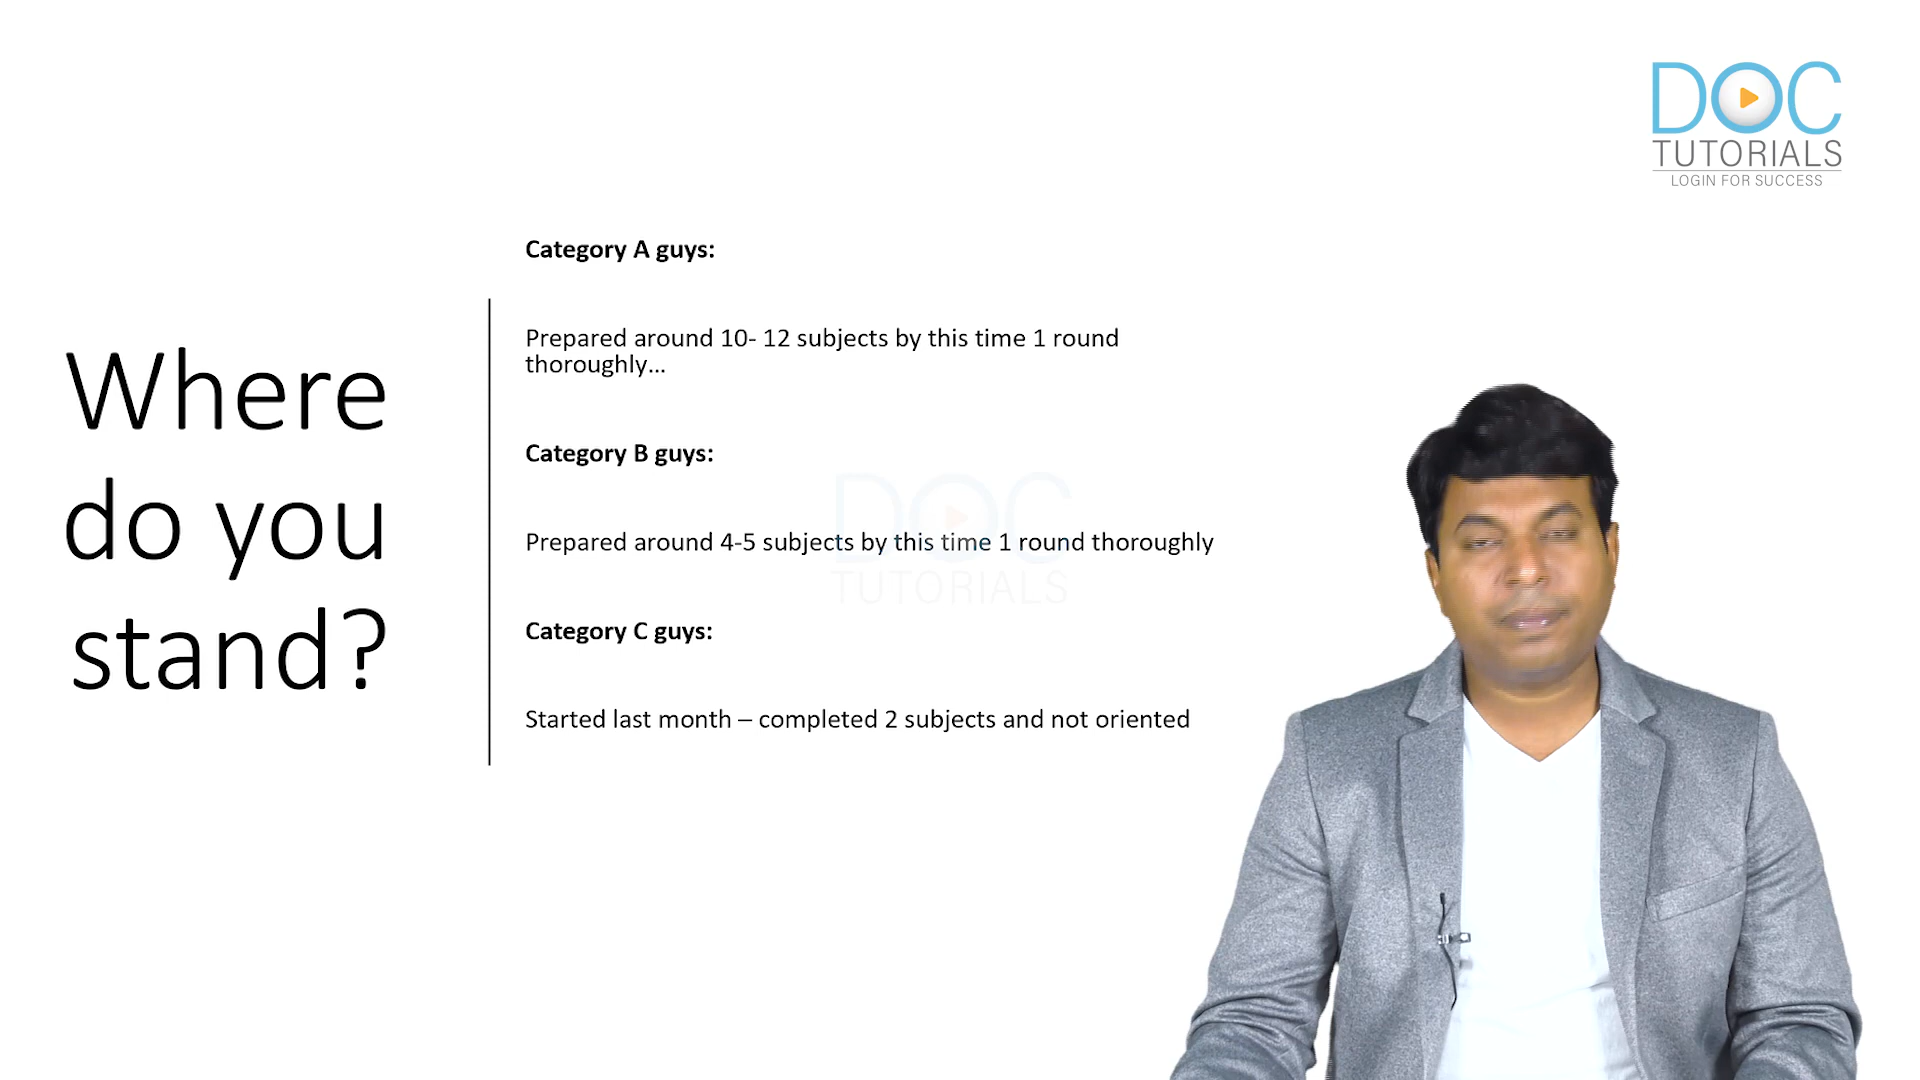 DOC
TUTORIALS
LOGIN FOR SUCCESS
Where
do you
stand?
Category A guys:
Prepared around 10- 12 subjects by this time 1 round
thoroughly...
Category B guys:
Prepared around 4-5 subjects by this time 1 round thoroughly
Category C guys:
Started last month – completed 2 subjects and not oriented
DOC
TUTORIALS